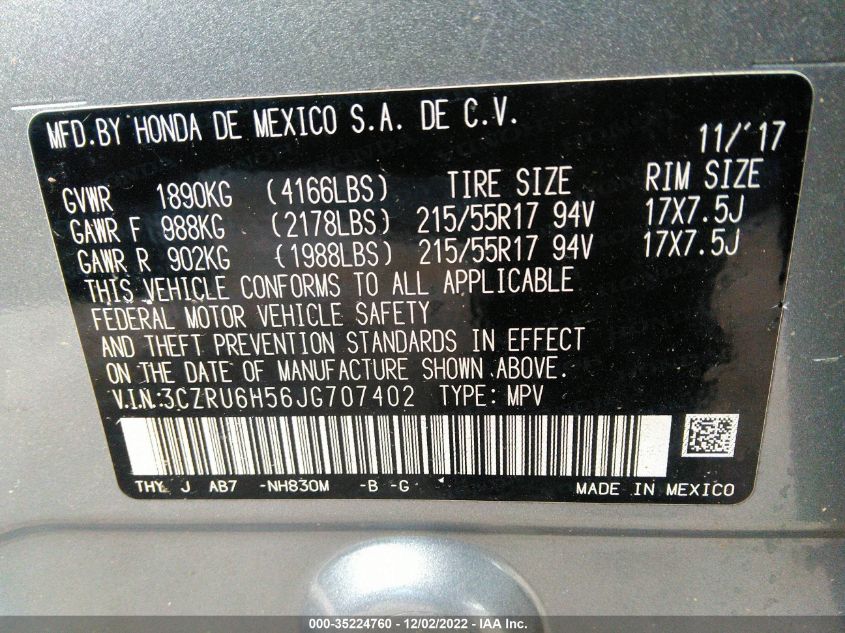 MFD.BY HONDA DE MEXICO S.A. DE C.V. 11/'17
GVWR 1890KG (4166LBS) TIRE SIZE RIM SIZE
GAWR F 988KG (2178LBS) 215/55R17 94V 17X7.5J
GAWR R 902KG (1988LBS) 215/55R17 94V 17X7.5J
THIS VEHICLE CONFORMS TO ALL APPLICABLE
FEDERAL MOTOR VEHICLE SAFETY
AND THEFT PREVENTION STANDARDS IN EFFECT
ON THE DATE OF MANUFACTURE SHOWN ABOVE.
V.I.N:3CZRU6H56JG707402 TYPE: MPV
THY J AB7 -NH830M -B -G MADE IN MEXICO
000-35224760 - 12/02/2022 - IAA Inc.